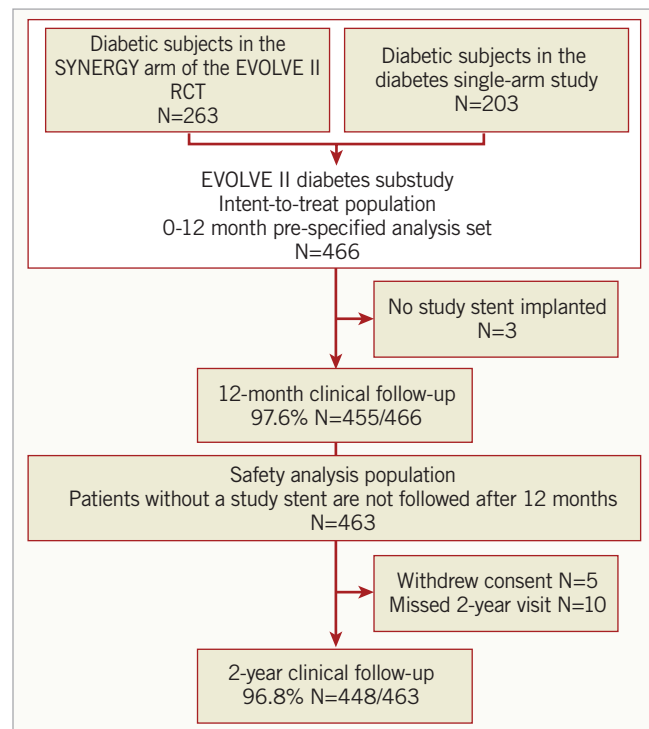 Diabetic subjects in the
SYNERGY arm of the EVOLVE II
RCT
N=263
Diabetic subjects in the
diabetes single-arm study
N=203
EVOLVE II diabetes substudy
Intent-to-treat population
0-12 month pre-specified analysis set
N=466
No study stent implanted
N=3
12-month clinical follow-up
97.6% N=455/466
Safety analysis population
Patients without a study stent are not followed after 12 months
N=463
Withdrew consent N=5
Missed 2-year visit N=10
2-year clinical follow-up
96.8% N=448/463